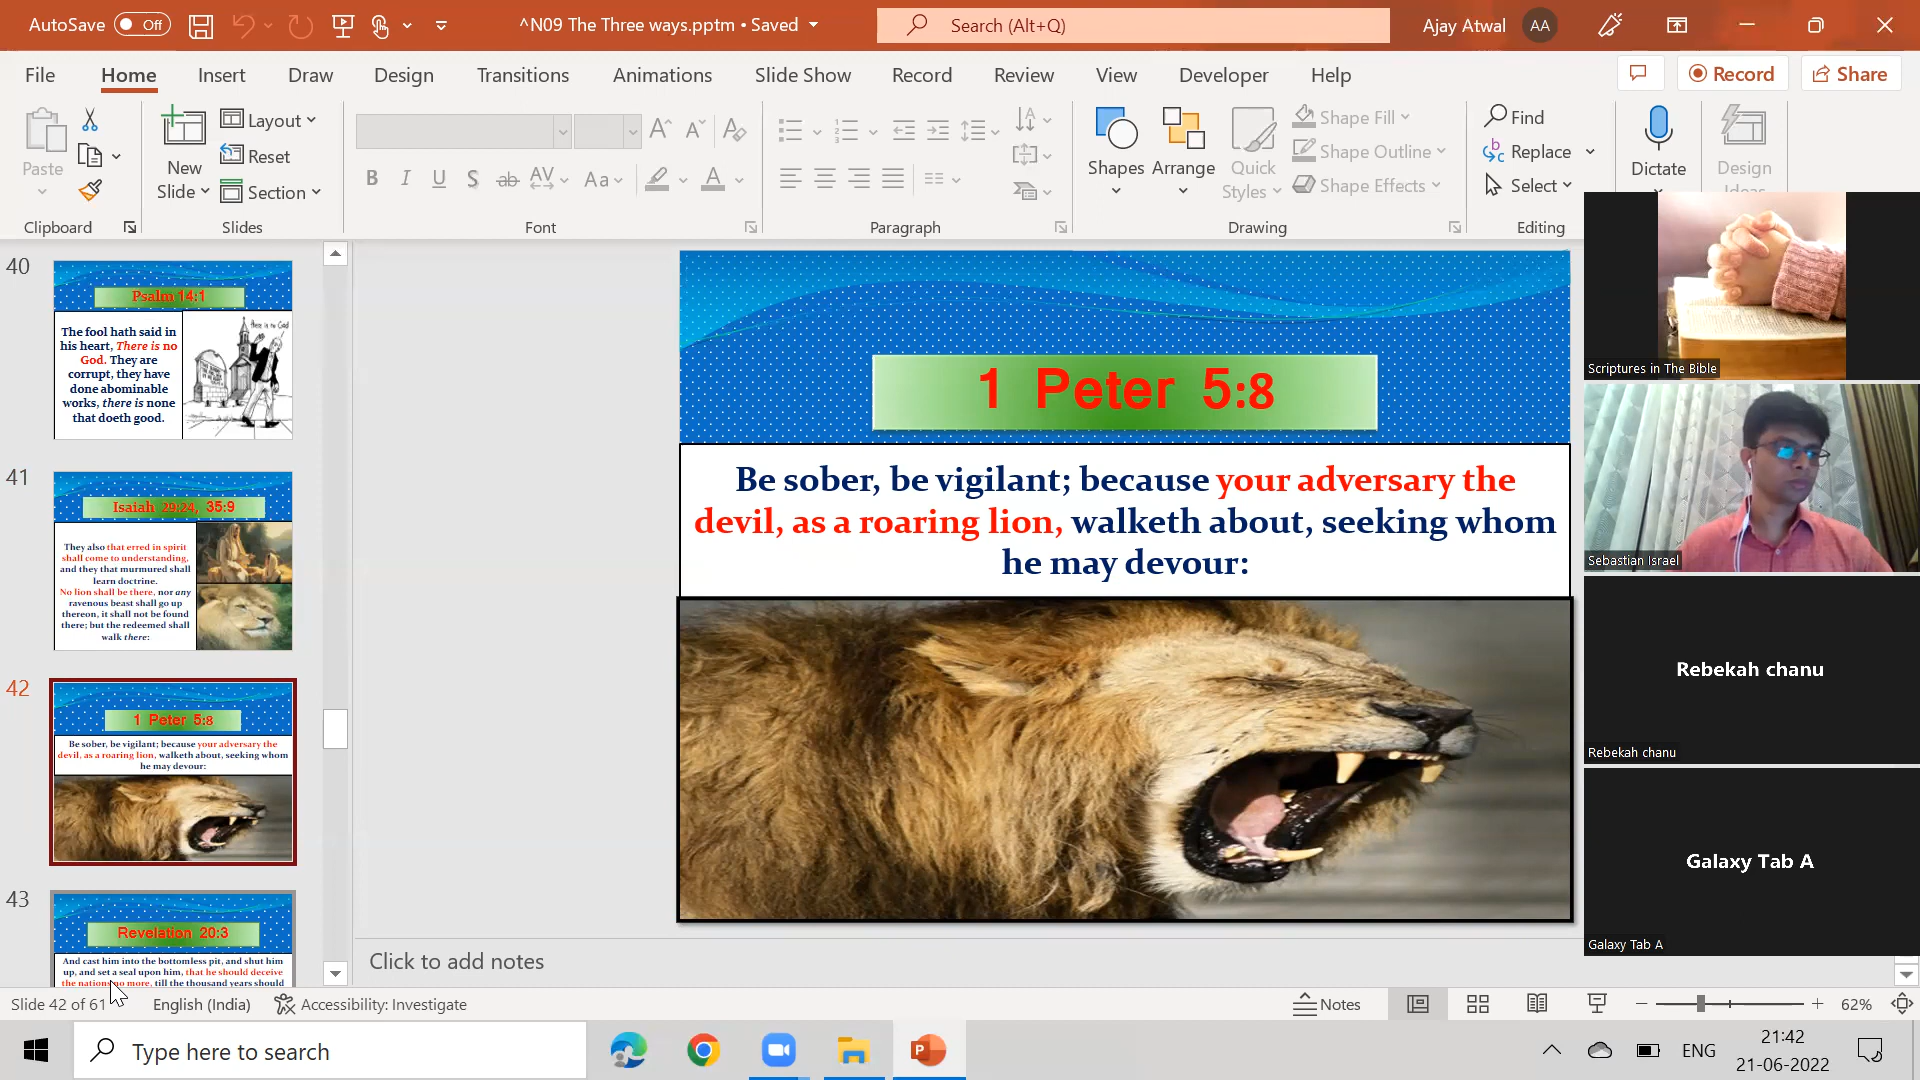 AutoSave Off ^N09 The Three ways.pptm • Saved Search (Alt+Q) Ajay Atwal AA
File Home Insert Draw Design Transitions Animations Slide Show Record Review View Developer Help Record Share
Paste New Slide Layout Reset Section
Clipboard Slides
B I U S ab AV Aa A
Font Paragraph
Shapes Arrange Quick Styles Shape Fill Shape Outline Shape Effects
Drawing
Find Replace Select
Editing
Dictate Design Ideas
40
Psalm 14:1
The fool hath said in
his heart, There is no
God. They are
corrupt, they have
done abominable
works, there is none
that doeth good.
there is no God
41
Isaiah 29:24, 35:9
They also that erred in spirit
shall come to understanding,
and they that murmured shall
learn doctrine.
No lion shall be there, nor any
ravenous beast shall go up
thereon, it shall not be found
there; but the redeemed shall
walk there:
42
1 Peter 5:8
Be sober, be vigilant; because your adversary the
devil, as a roaring lion, walketh about, seeking whom
he may devour:
43
Revelation 20:3
And cast him into the bottomless pit, and shut him
up, and set a seal upon him, that he should deceive
the nations no more, till the thousand years should
1 Peter 5:8
Be sober, be vigilant; because your adversary the
devil, as a roaring lion, walketh about, seeking whom
he may devour:
Click to add notes
Scriptures in The Bible
Sebastian Israel
Rebekah chanu
Rebekah chanu
Galaxy Tab A
Galaxy Tab A
Slide 42 of 61 English (India) Accessibility: Investigate Notes 62%
Type here to search
ENG
21:42
21-06-2022